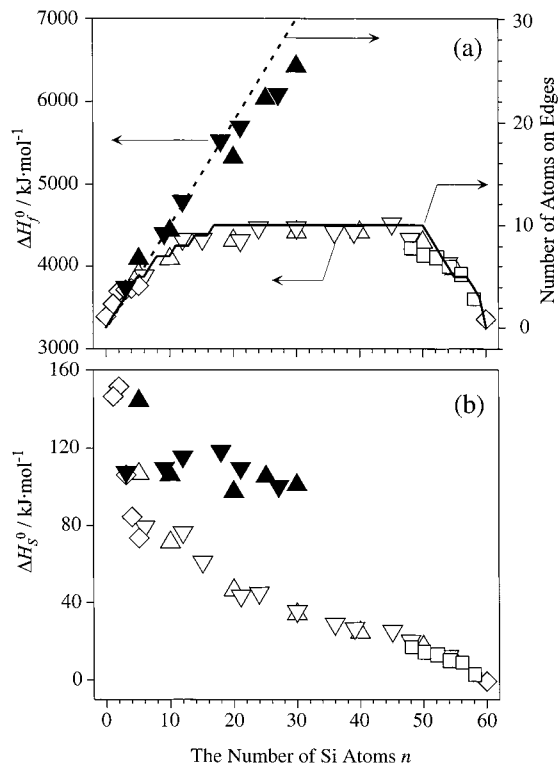 (a)
7000
6000
5000
4000
3000
ΔH_f^0 / kJ·mol^-1
30
20
10
0
Number of Atoms on Edges
(b)
160
120
80
40
0
ΔH_S^0 / kJ·mol^-1
0 10 20 30 40 50 60
The Number of Si Atoms n